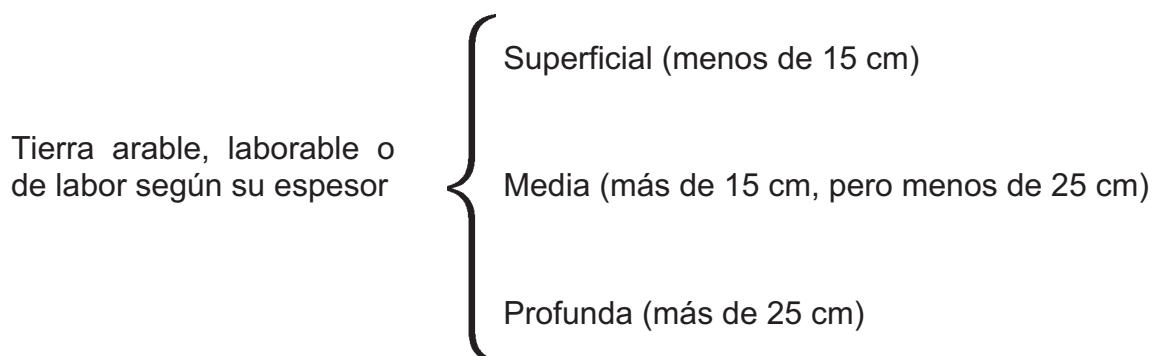 Superficial (menos de 15 cm)
Tierra arable, laborable o
de labor según su espesor
Media (más de 15 cm, pero menos de 25 cm)
Profunda (más de 25 cm)